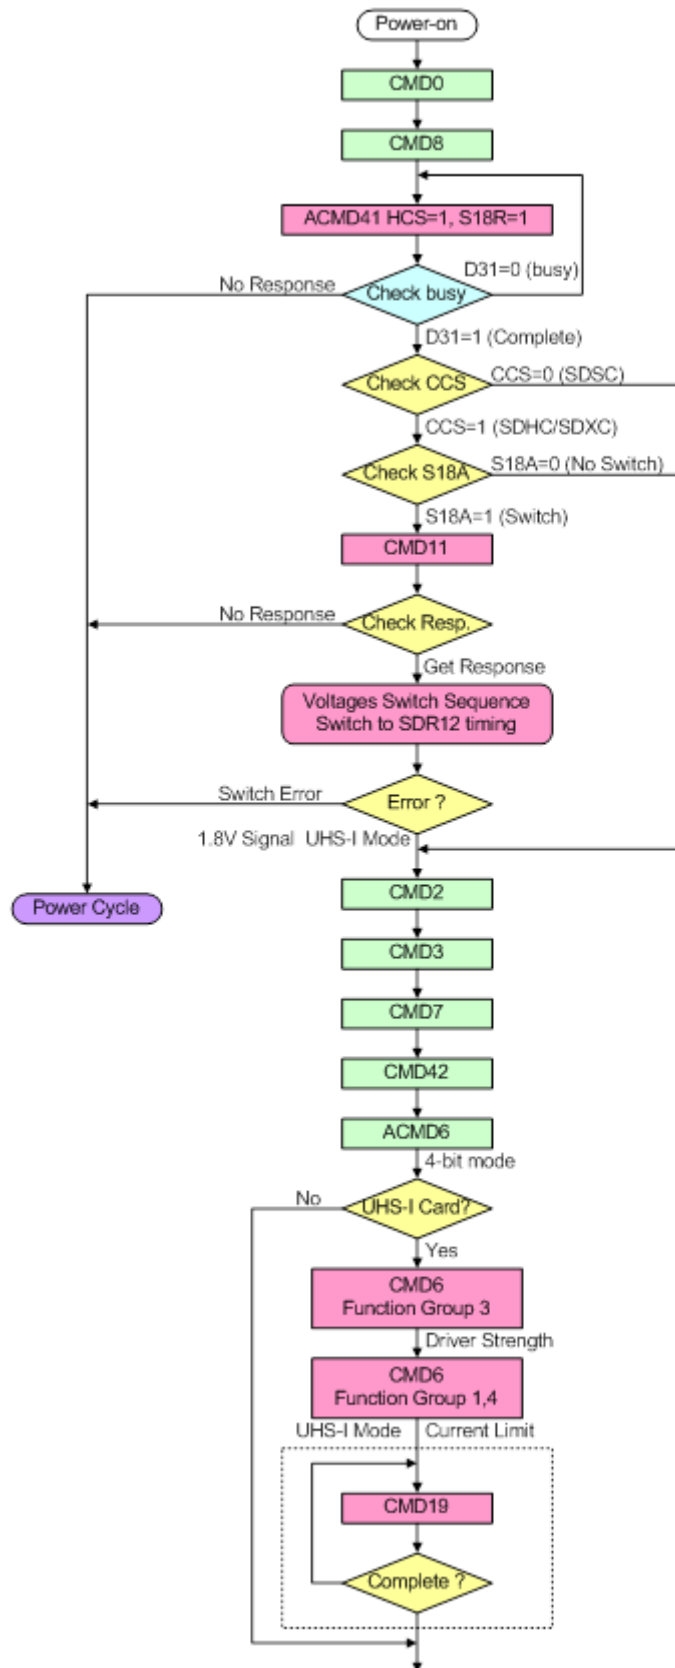 Power-on
CMD0
CMD8
ACMD41 HCS=1, S18R=1
D31=0 (busy)
No Response
Check busy
D31=1 (Complete)
Check CCS
CCS=0 (SDSC)
CCS=1 (SDHC/SDXC)
Check S18A
S18A=0 (No Switch)
S18A=1 (Switch)
CMD11
No Response
Check Resp.
Get Response
Voltages Switch Sequence
Switch to SDR12 timing
Switch Error
Error ?
1.8V Signal UHS-I Mode
CMD2
Power Cycle
CMD3
CMD7
CMD42
ACMD6
4-bit mode
No
UHS-I Card?
Yes
CMD6
Function Group 3
Driver Strength
CMD6
Function Group 1,4
UHS-I Mode
Current Limit
CMD19
Complete ?